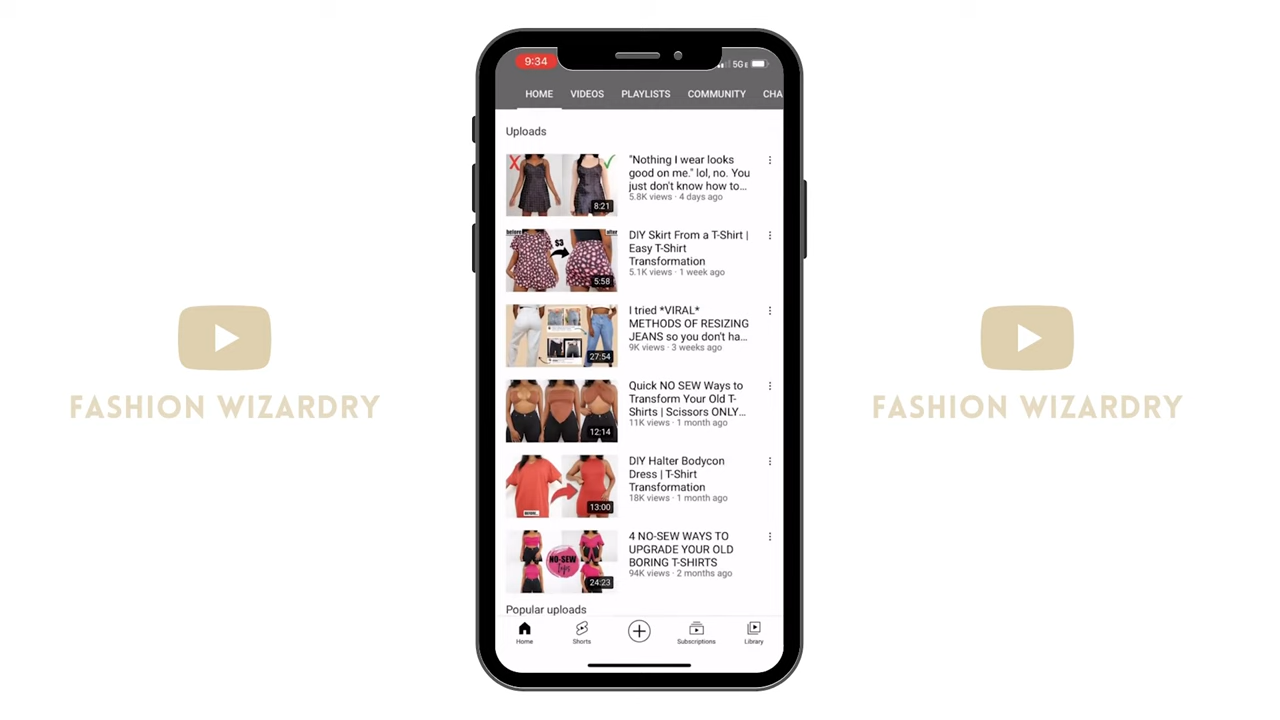 9:34
5GE
HOME VIDEOS PLAYLISTS COMMUNITY CHA
Uploads
X
8:21
"Nothing I wear looks
good on me." lol, no. You
just don't know how to...
5.8K views · 4 days ago
before
after
$3
5:58
DIY Skirt From a T-Shirt |
Easy T-Shirt
Transformation
5.1K views · 1 week ago
27:54
I tried *VIRAL*
METHODS OF RESIZING
JEANS so you don't ha...
9K views · 3 weeks ago
12:14
Quick NO SEW Ways to
Transform Your Old T-
Shirts | Scissors ONLY...
11K views · 1 month ago
BEFORE..
13:00
DIY Halter Bodycon
Dress | T-Shirt
Transformation
18K views · 1 month ago
NO-SEW
tops
24:23
4 NO-SEW WAYS TO
UPGRADE YOUR OLD
BORING T-SHIRTS
94K views · 2 months ago
Popular uploads
Home Shorts Subscriptions Library
FASHION WIZARDRY
FASHION WIZARDRY